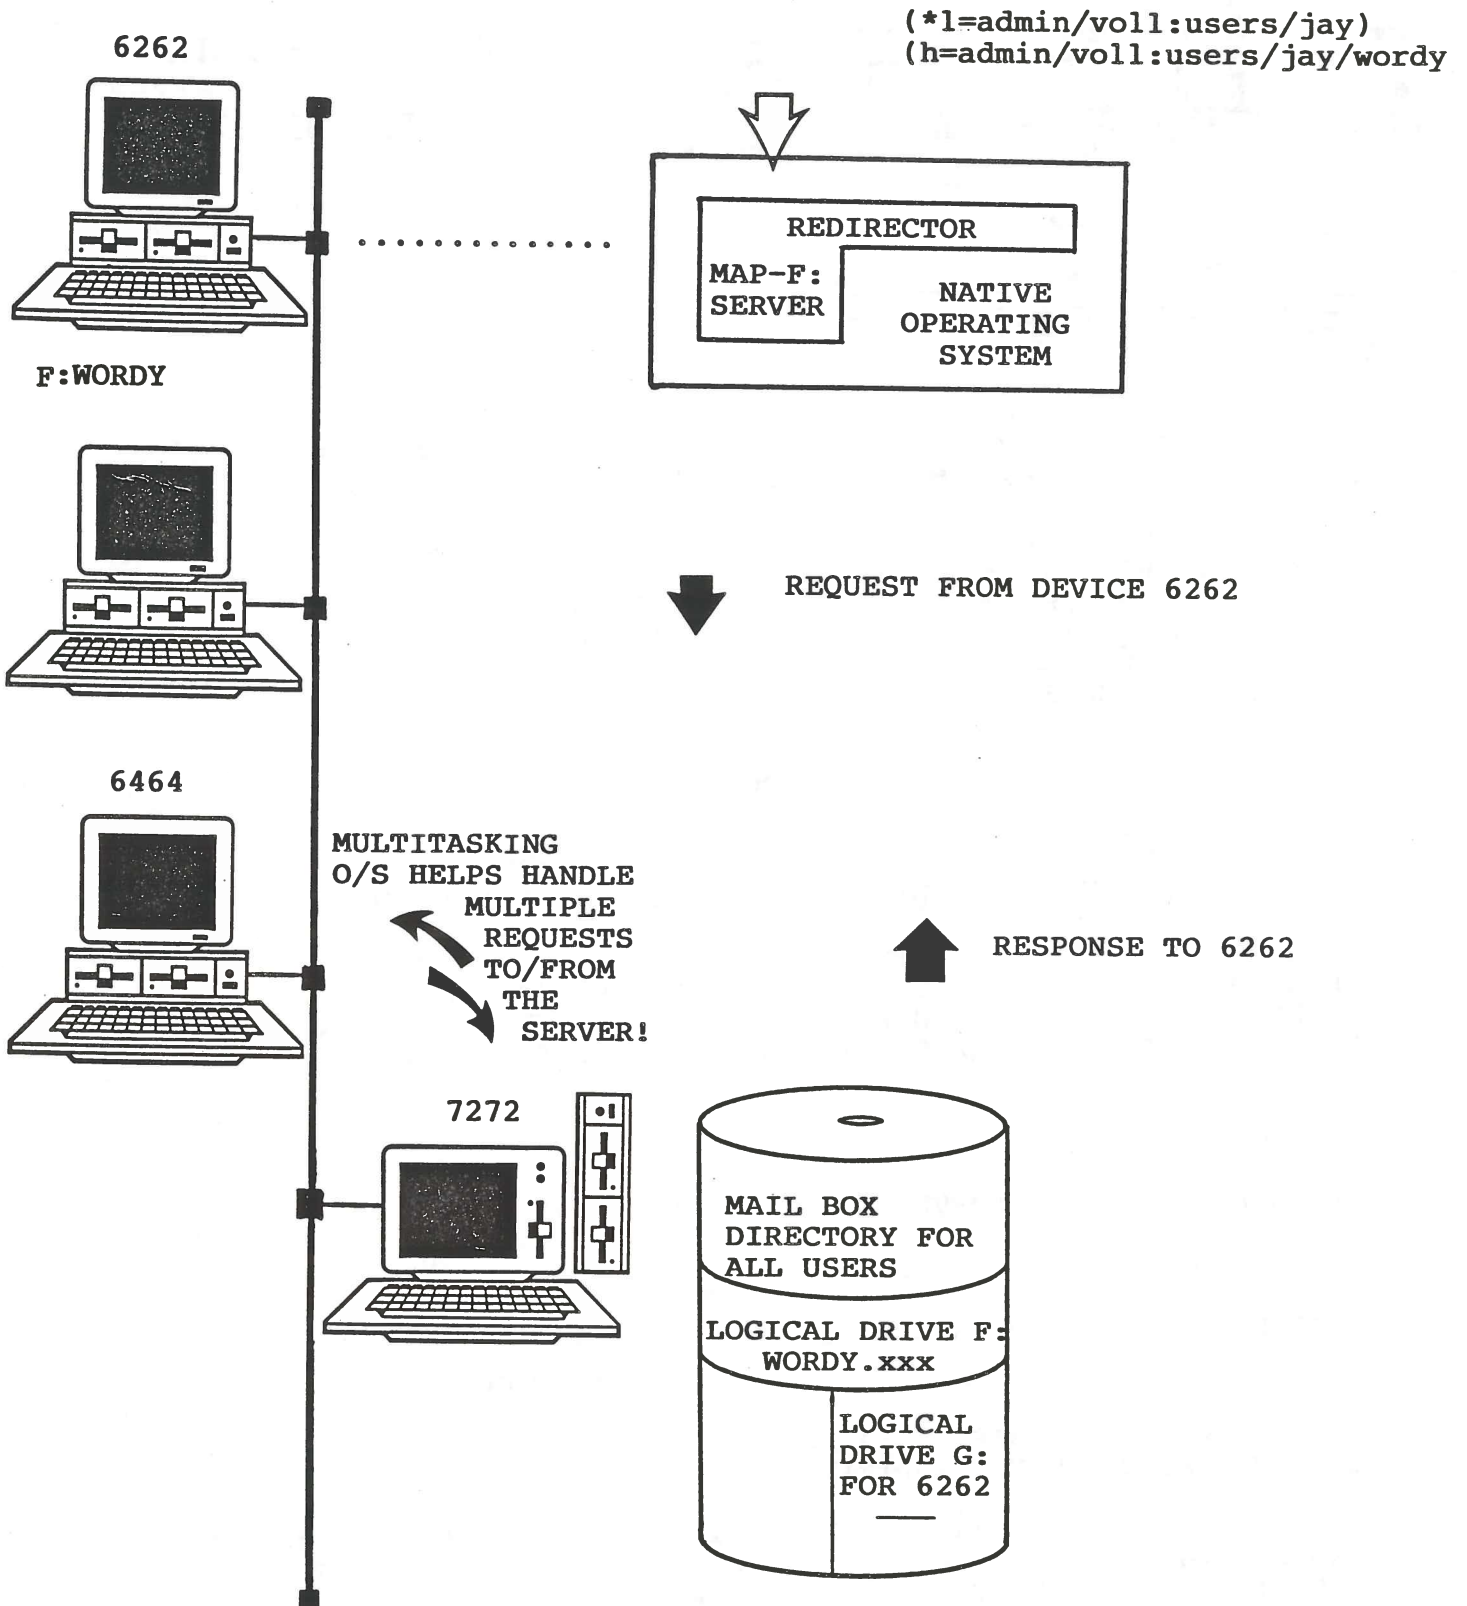 (*l=admin/voll:users/jay)
(h=admin/voll:users/jay/wordy
6262
REDIRECTOR
MAP-F:
SERVER
NATIVE
OPERATING
SYSTEM
F:WORDY
REQUEST FROM DEVICE 6262
6464
MULTITASKING
O/S HELPS HANDLE
MULTIPLE
REQUESTS
TO/FROM
THE
SERVER!
RESPONSE TO 6262
7272
MAIL BOX
DIRECTORY FOR
ALL USERS
LOGICAL DRIVE F:
WORDY.xxx
LOGICAL
DRIVE G:
FOR 6262